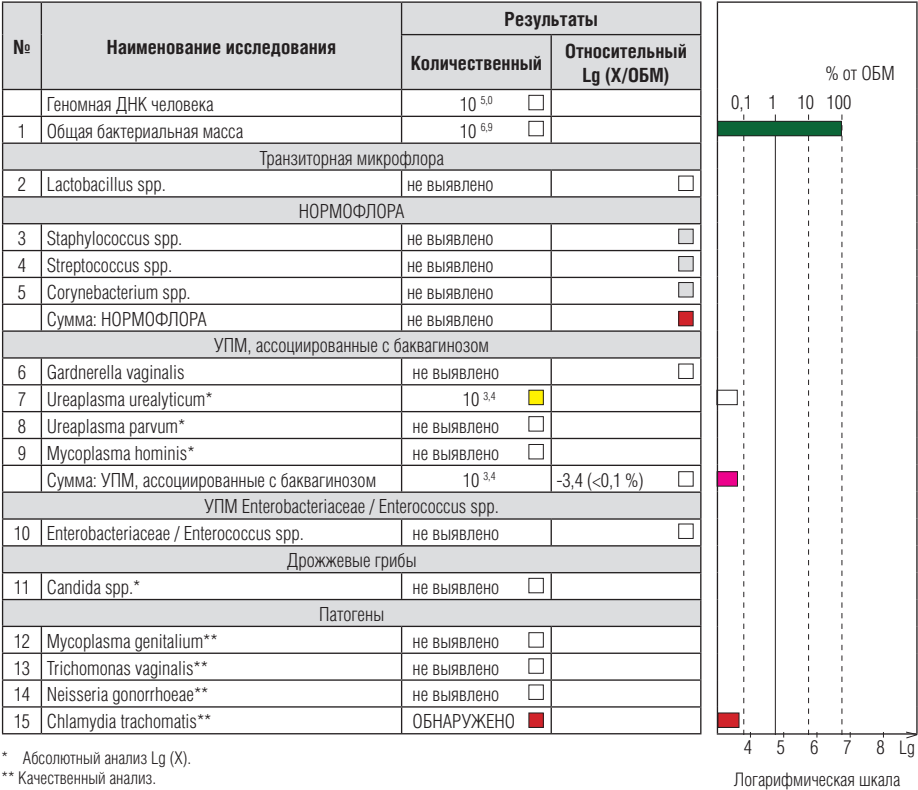 № Наименование исследования Результаты
Количественный Относительный Lg (Х/ОБМ)
% от ОБМ
Геномная ДНК человека 10 5,0
0,1 1 10 100
1 Общая бактериальная масса 10 6,9
Транзиторная микрофлора
2 Lactobacillus spp. не выявлено
НОРМОФЛОРА
3 Staphylococcus spp. не выявлено
4 Streptococcus spp. не выявлено
5 Corynebacterium spp. не выявлено
Сумма: НОРМОФЛОРА не выявлено
УПМ, ассоциированные с баквагинозом
6 Gardnerella vaginalis не выявлено
7 Ureaplasma urealyticum* 10 3,4
8 Ureaplasma parvum* не выявлено
9 Mycoplasma hominis* не выявлено
Сумма: УПМ, ассоциированные с баквагинозом 10 3,4 -3,4 (<0,1 %)
УПМ Enterobacteriaceae / Enterococcus spp.
10 Enterobacteriaceae / Enterococcus spp. не выявлено
Дрожжевые грибы
11 Candida spp.* не выявлено
Патогены
12 Mycoplasma genitalium** не выявлено
13 Trichomonas vaginalis** не выявлено
14 Neisseria gonorrhoeae** не выявлено
15 Chlamydia trachomatis** ОБНАРУЖЕНО
4 5 6 7 8 Lg
* Абсолютный анализ Lg (X).
** Качественный анализ.
Логарифмическая шкала